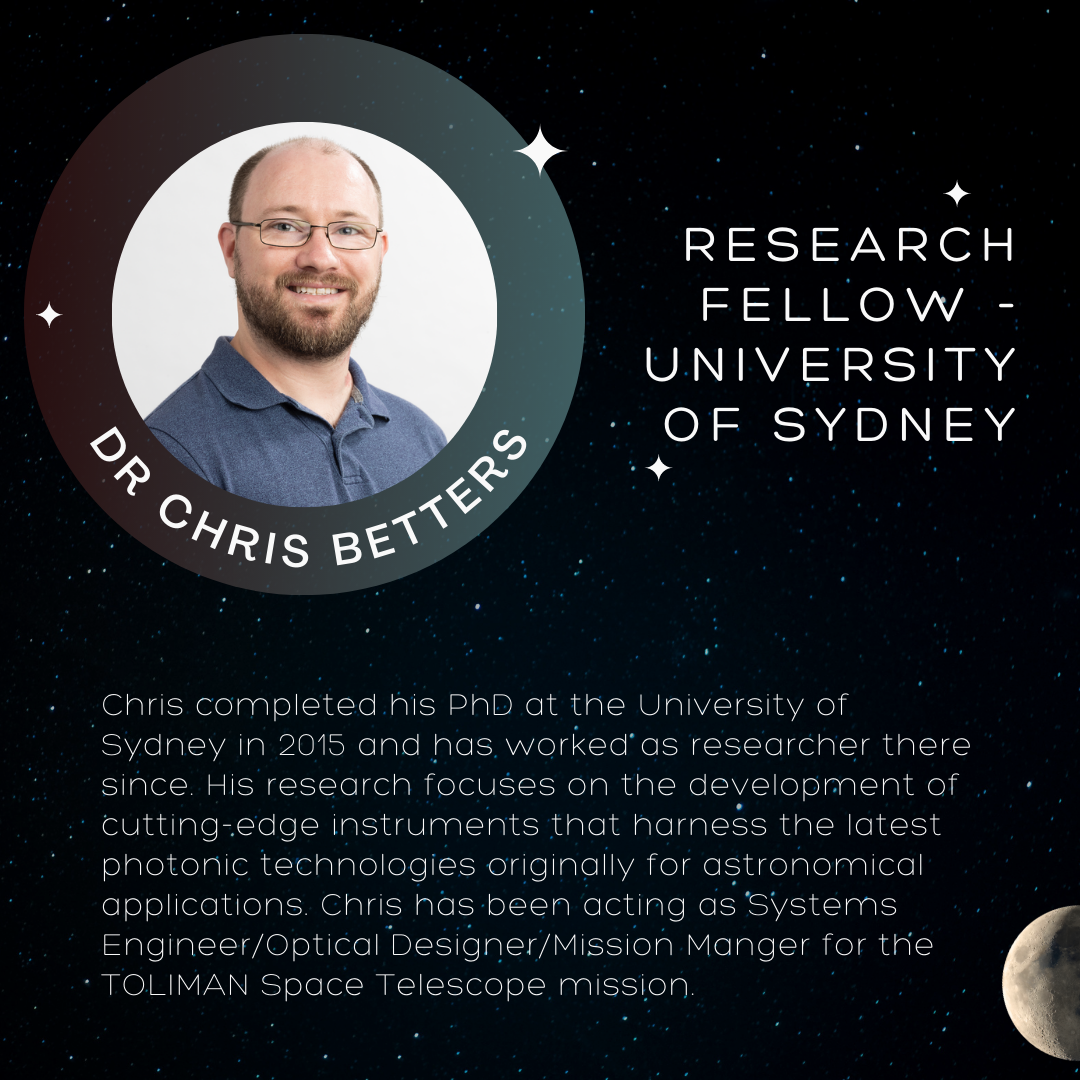 DR CHRIS BETTERS
RESEARCH
FELLOW -
UNIVERSITY
OF SYDNEY
Chris completed his PhD at the University of
Sydney in 2015 and has worked as researcher there
since. His research focuses on the development of
cutting-edge instruments that harness the latest
photonic technologies originally for astronomical
applications. Chris has been acting as Systems
Engineer/Optical Designer/Mission Manger for the
TOLIMAN Space Telescope mission.